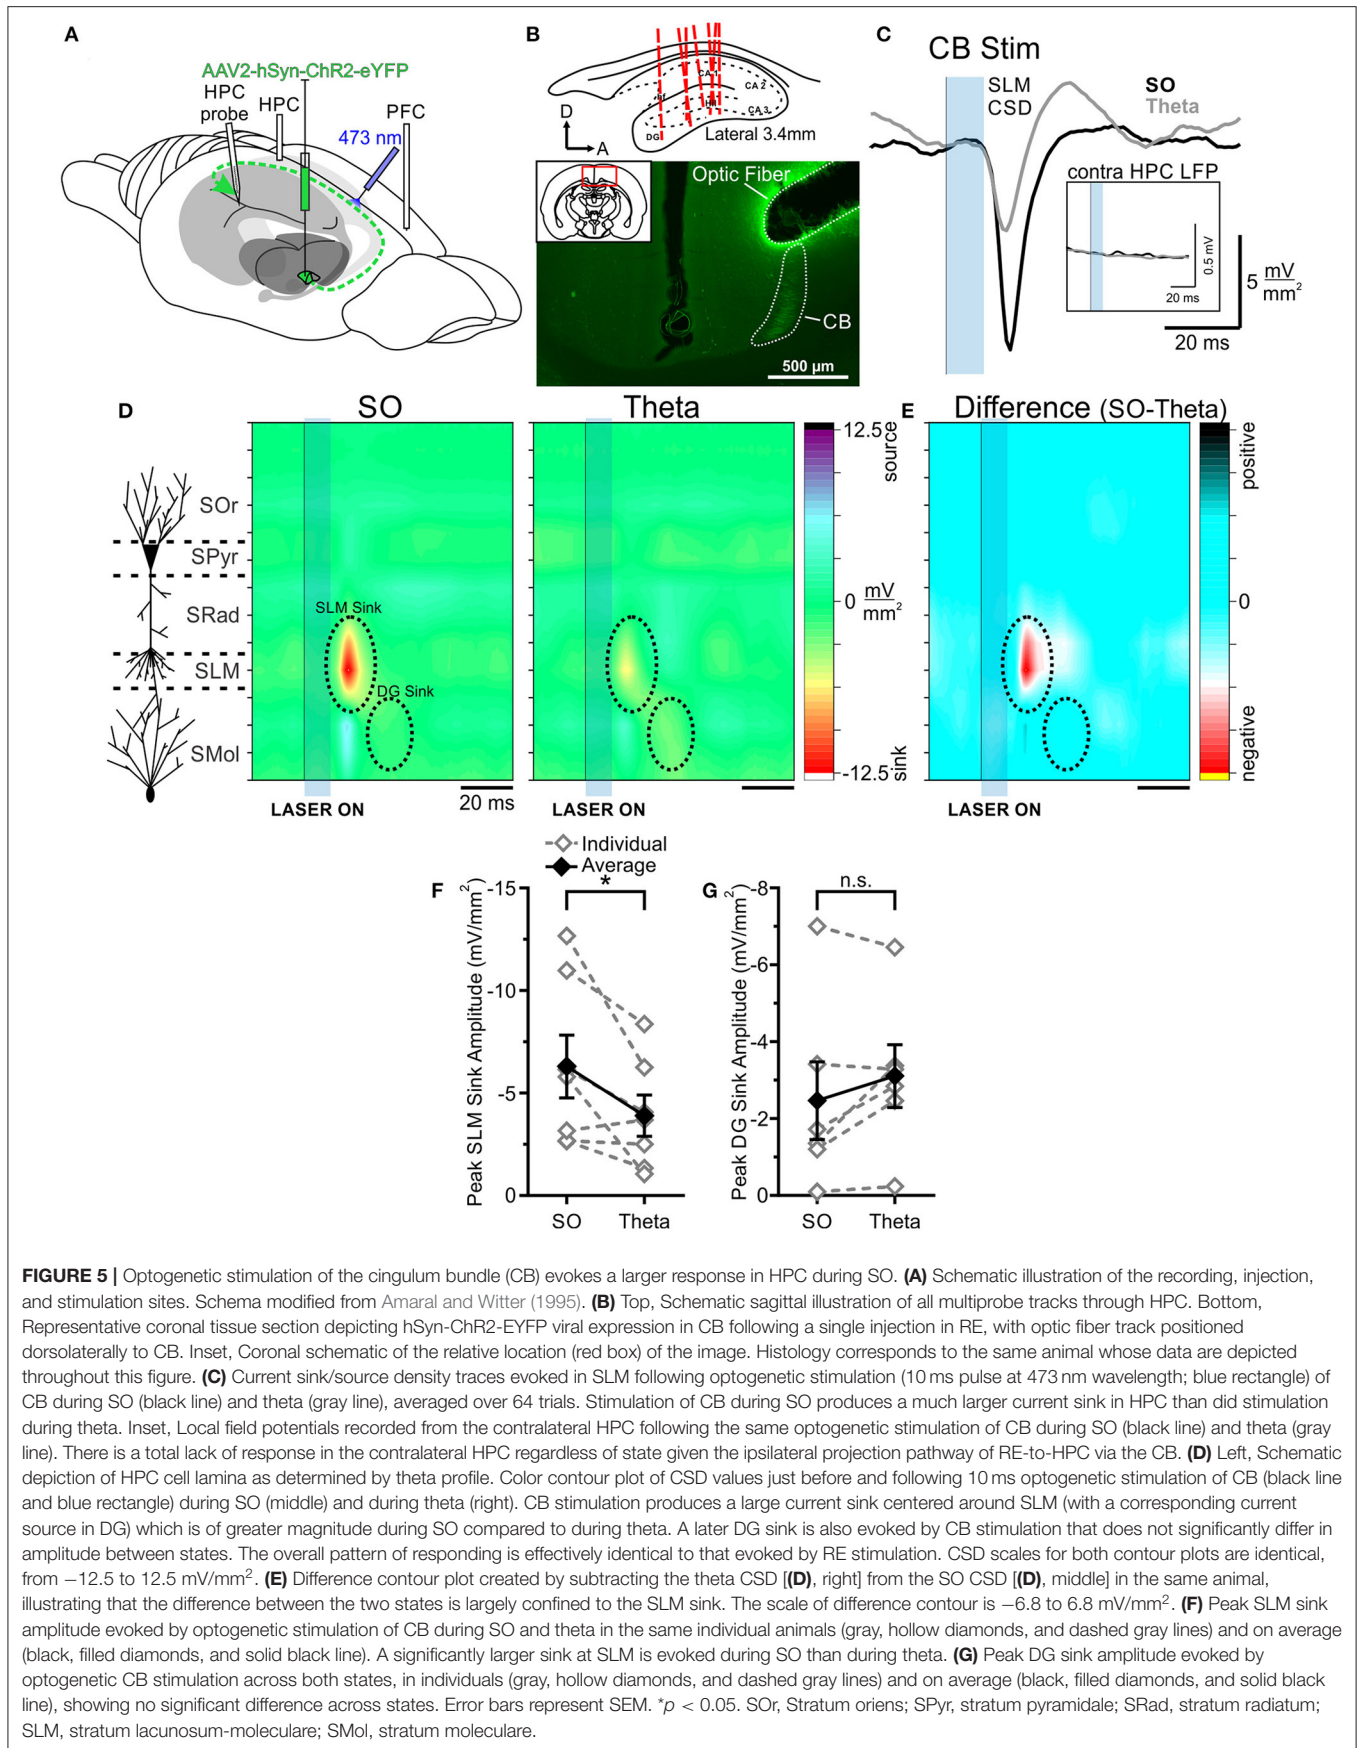 A
AAV2-hSyn-ChR2-eYFP
HPC
probe
HPC
PFC
473 nm
B
CA 1
CA 2
CA 3
Hil
DG
D
A
Lateral 3.4mm
Optic Fiber
CB
500 µm
C
CB Stim
SLM
CSD
SO
Theta
contra HPC LFP
0.5 mV
20 ms
5 mV
mm2
20 ms
D
SO
Theta
SOr
SPyr
SRad
SLM
SMol
SLM Sink
DG Sink
LASER ON
20 ms
LASER ON
12.5
source
0 mV
mm2
-12.5
sink
E
Difference (SO-Theta)
LASER ON
positive
0
negative
Individual
Average
F
*
Peak SLM Sink Amplitude (mV/mm2)
-15
-10
-5
0
SO
Theta
G
n.s.
Peak DG Sink Amplitude (mV/mm2)
-8
-6
-4
-2
0
SO
Theta
FIGURE 5 | Optogenetic stimulation of the cingulum bundle (CB) evokes a larger response in HPC during SO. (A) Schematic illustration of the recording, injection,
and stimulation sites. Schema modified from Amaral and Witter (1995). (B) Top, Schematic sagittal illustration of all multiprobe tracks through HPC. Bottom,
Representative coronal tissue section depicting hSyn-ChR2-EYFP viral expression in CB following a single injection in RE, with optic fiber track positioned
dorsolaterally to CB. Inset, Coronal schematic of the relative location (red box) of the image. Histology corresponds to the same animal whose data are depicted
throughout this figure. (C) Current sink/source density traces evoked in SLM following optogenetic stimulation (10 ms pulse at 473 nm wavelength; blue rectangle) of
CB during SO (black line) and theta (gray line), averaged over 64 trials. Stimulation of CB during SO produces a much larger current sink in HPC than did stimulation
during theta. Inset, Local field potentials recorded from the contralateral HPC following the same optogenetic stimulation of CB during SO (black line) and theta (gray
line). There is a total lack of response in the contralateral HPC regardless of state given the ipsilateral projection pathway of RE-to-HPC via the CB. (D) Left, Schematic
depiction of HPC cell lamina as determined by theta profile. Color contour plot of CSD values just before and following 10 ms optogenetic stimulation of CB (black line
and blue rectangle) during SO (middle) and during theta (right). CB stimulation produces a large current sink centered around SLM (with a corresponding current
source in DG) which is of greater magnitude during SO compared to during theta. A later DG sink is also evoked by CB stimulation that does not significantly differ in
amplitude between states. The overall pattern of responding is effectively identical to that evoked by RE stimulation. CSD scales for both contour plots are identical,
from −12.5 to 12.5 mV/mm2. (E) Difference contour plot created by subtracting the theta CSD [(D), right] from the SO CSD [(D), middle] in the same animal,
illustrating that the difference between the two states is largely confined to the SLM sink. The scale of difference contour is −6.8 to 6.8 mV/mm2. (F) Peak SLM sink
amplitude evoked by optogenetic stimulation of CB during SO and theta in the same individual animals (gray, hollow diamonds, and dashed gray lines) and on average
(black, filled diamonds, and solid black line). A significantly larger sink at SLM is evoked during SO than during theta. (G) Peak DG sink amplitude evoked by
optogenetic CB stimulation across both states, in individuals (gray, hollow diamonds, and dashed gray lines) and on average (black, filled diamonds, and solid black
line), showing no significant difference across states. Error bars represent SEM. *p < 0.05. SOr, Stratum oriens; SPyr, stratum pyramidale; SRad, stratum radiatum;
SLM, stratum lacunosum-moleculare; SMol, stratum moleculare.